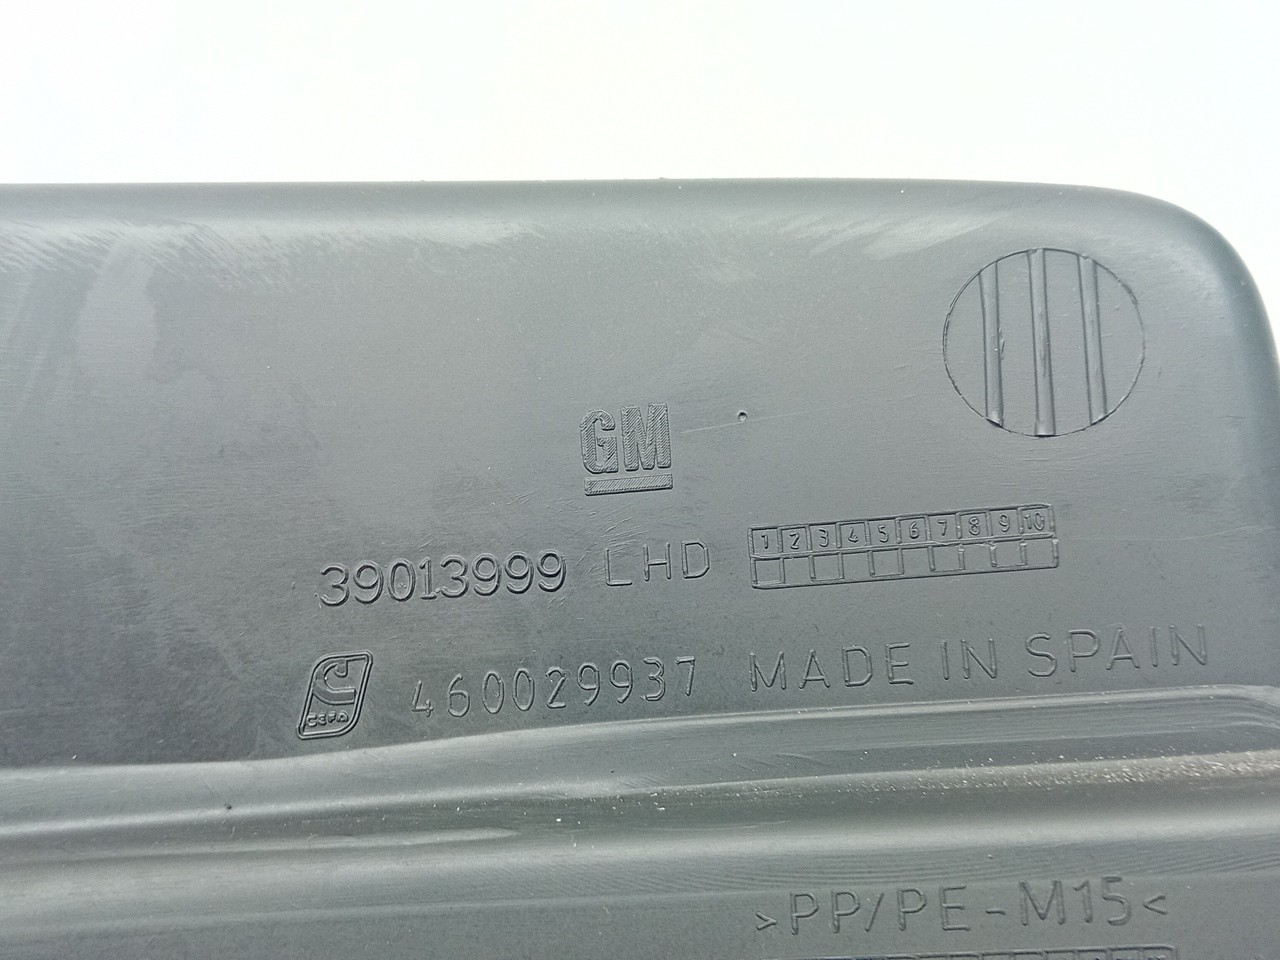 GM
39013999 LHD
1 2 3 4 5 6 7 8 9 10
CEFA 460029937 MADE IN SPAIN
>PP/PE-M15<